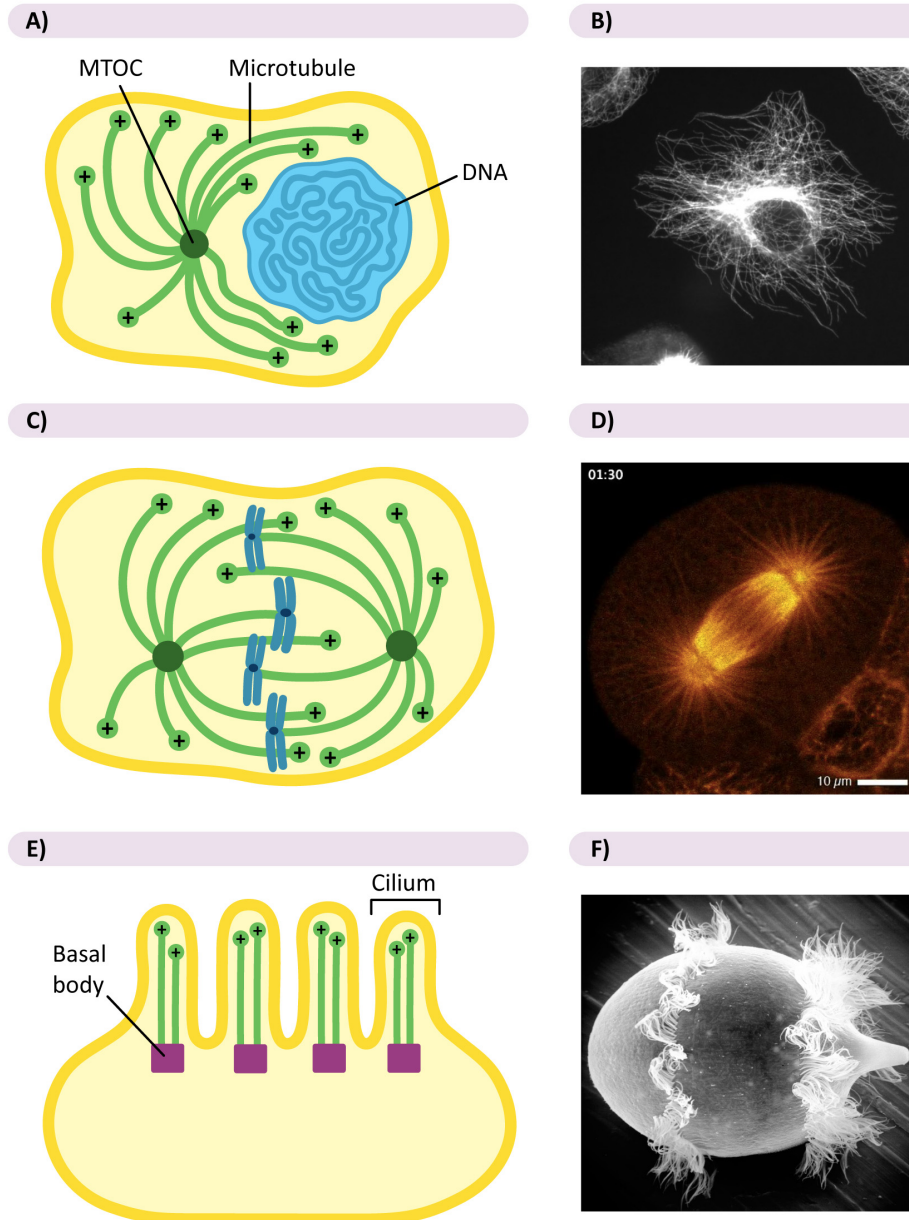 A)
B)
MTOC
Microtubule
DNA
+
+
+
+
+
+
+
+
+
+
+
C)
D)
01:30
+
+
+
+
+
+
+
+
+
+
+
+
+
+
10 µm
E)
F)
Cilium
Basal
body
+
+
+
+
+
+
+
+